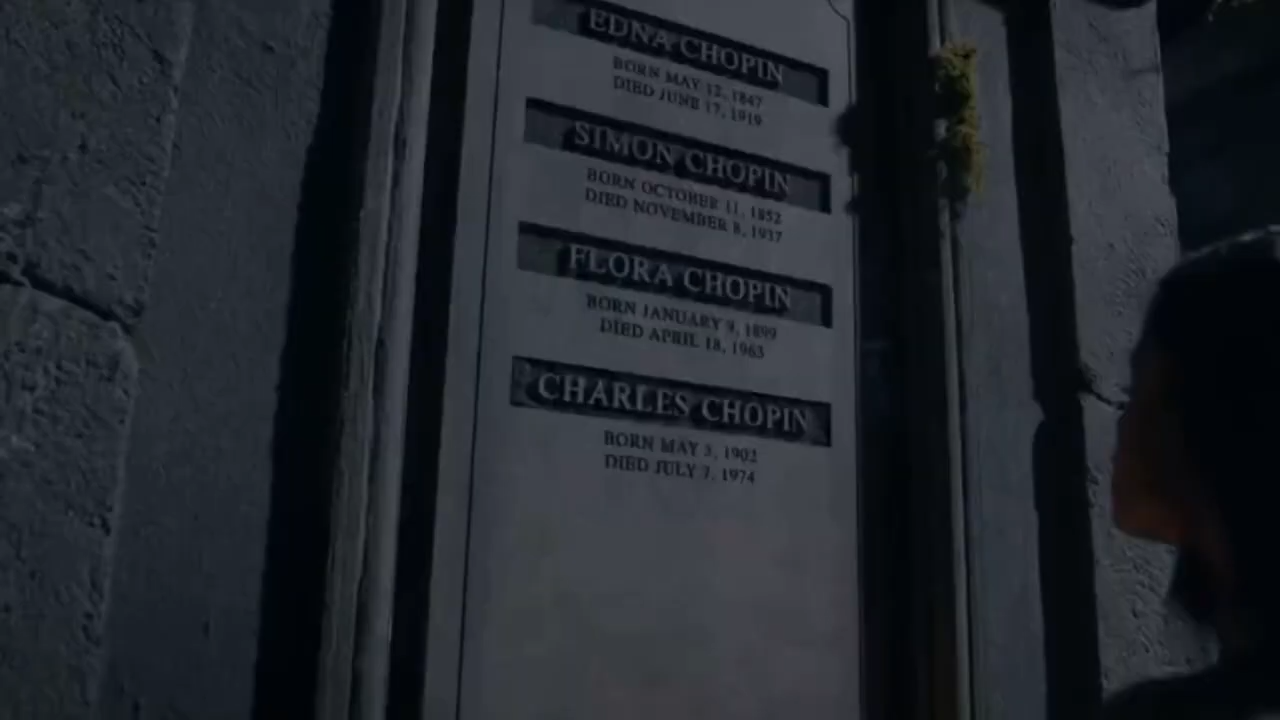 EDNA CHOPIN
BORN MAY 12, 1847
DIED JUNE 17, 1919
SIMON CHOPIN
BORN OCTOBER 11, 1852
DIED NOVEMBER 8, 1937
FLORA CHOPIN
BORN JANUARY 9, 1899
DIED APRIL 18, 1963
CHARLES CHOPIN
BORN MAY 3, 1902
DIED JULY 7, 1974